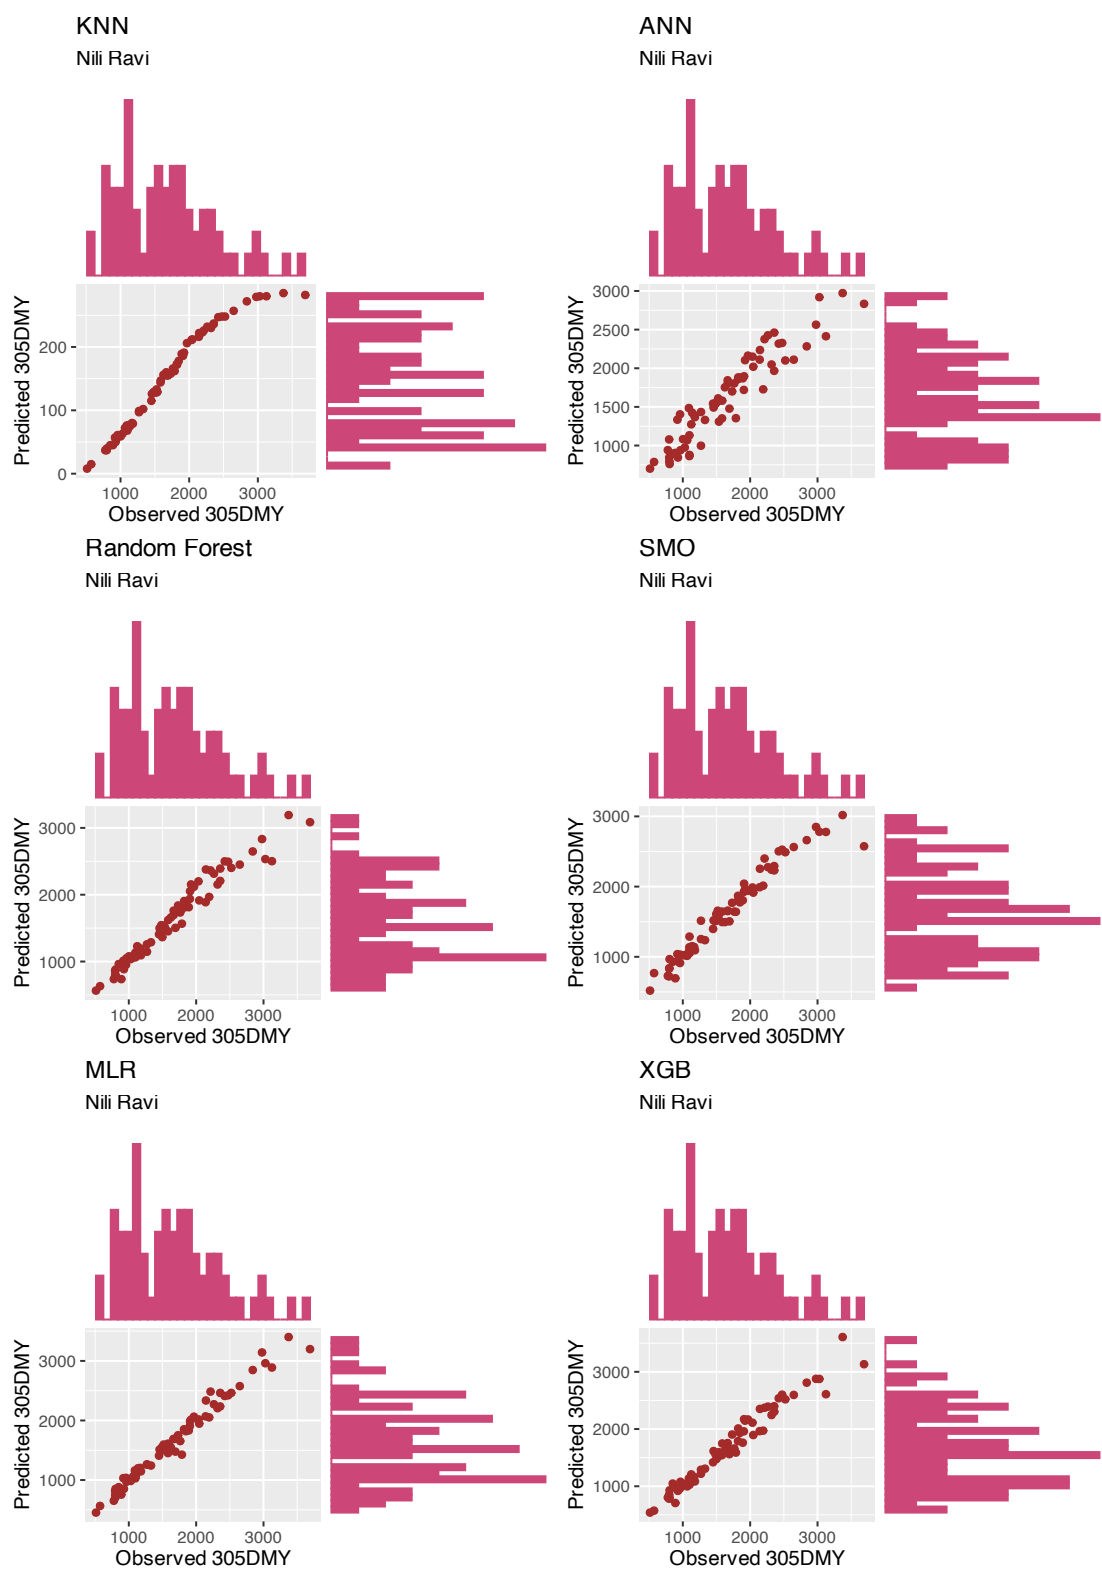 KNN
Nili Ravi
Predicted 305DMY
200
100
0
1000 2000 3000
Observed 305DMY
ANN
Nili Ravi
Predicted 305DMY
3000
2500
2000
1500
1000
1000 2000 3000
Observed 305DMY
Random Forest
Nili Ravi
Predicted 305DMY
3000
2000
1000
1000 2000 3000
Observed 305DMY
SMO
Nili Ravi
Predicted 305DMY
3000
2000
1000
1000 2000 3000
Observed 305DMY
MLR
Nili Ravi
Predicted 305DMY
3000
2000
1000
1000 2000 3000
Observed 305DMY
XGB
Nili Ravi
Predicted 305DMY
3000
2000
1000
1000 2000 3000
Observed 305DMY